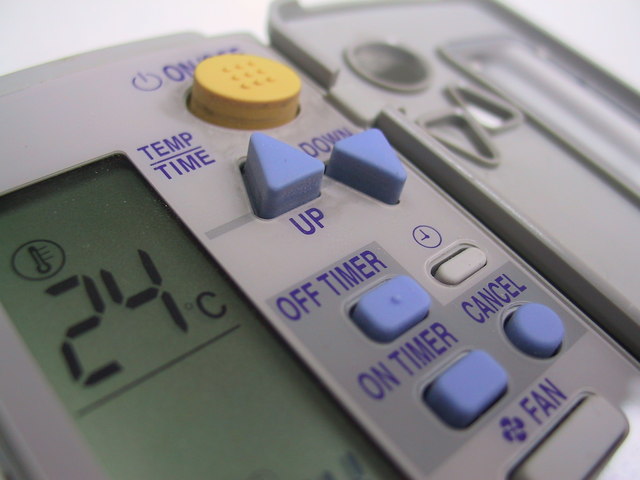 ON/OFF
TEMP
TIME
DOWN
UP
24°C
OFF TIMER
CANCEL
ON TIMER
FAN